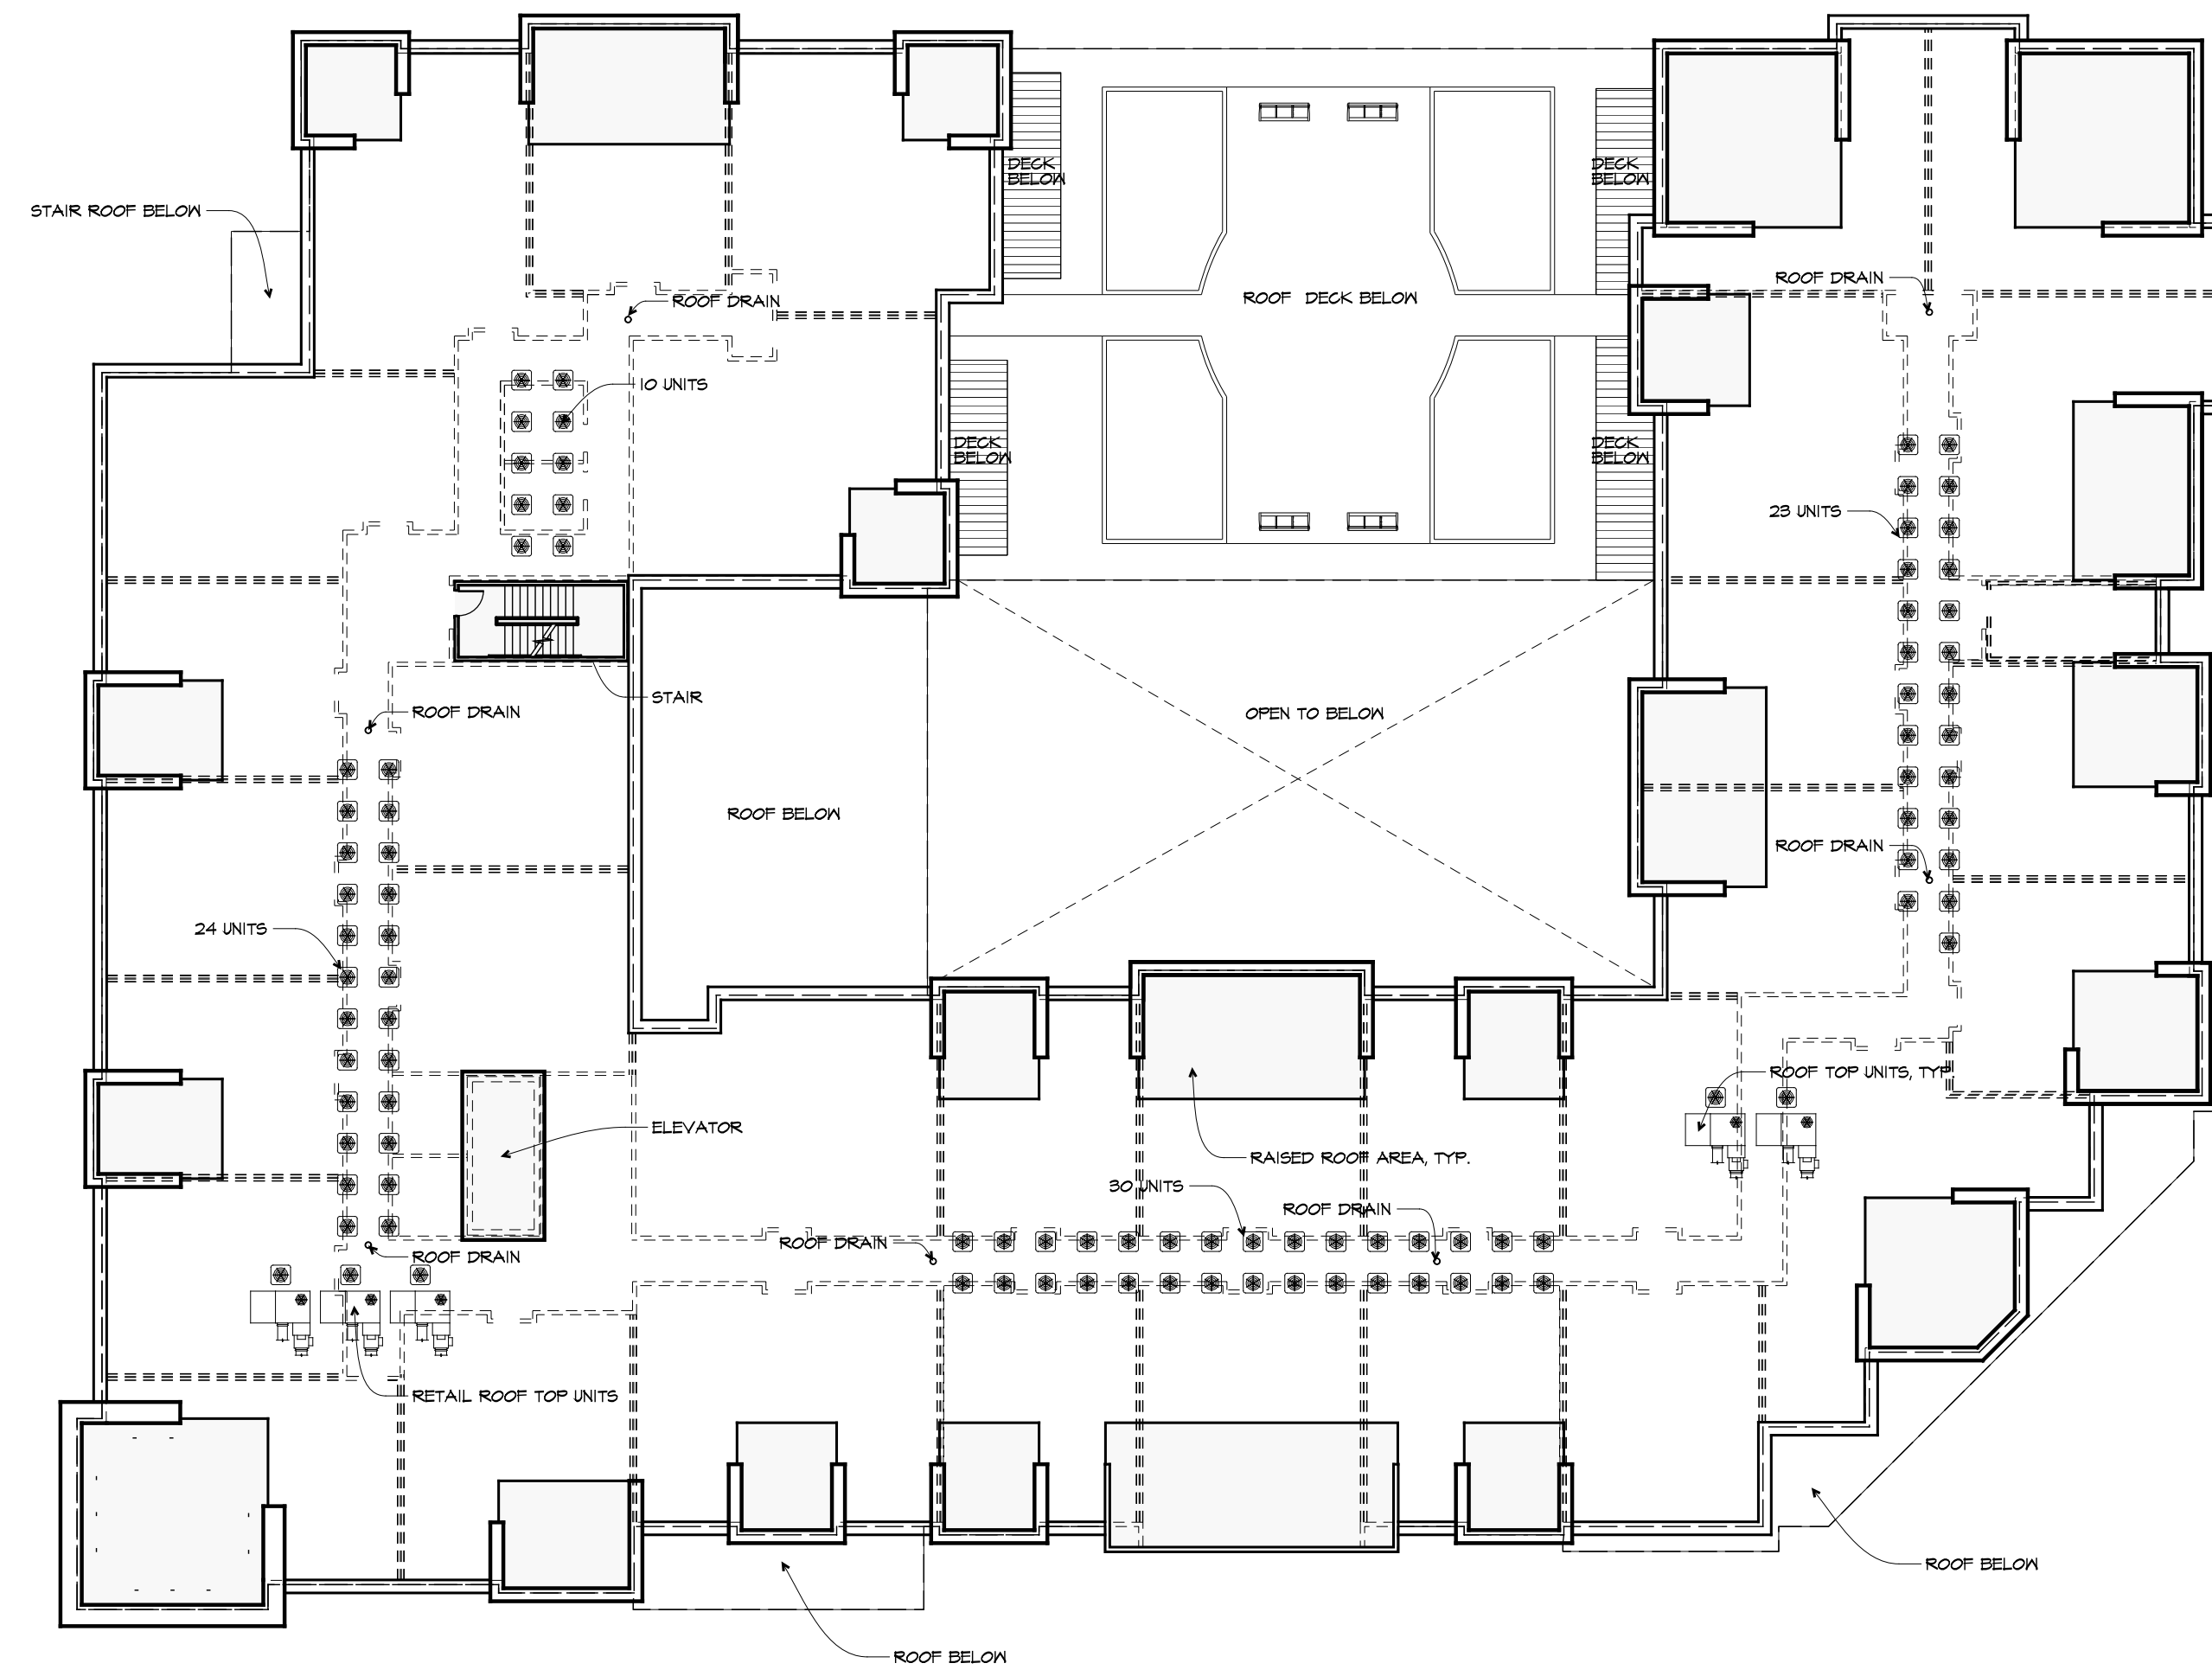 DECK
BELOW
DECK
BELOW
STAIR ROOF BELOW
ROOF DRAIN
ROOF DRAIN
ROOF DECK BELOW
10 UNITS
DECK
BELOW
DECK
BELOW
23 UNITS
STAIR
ROOF DRAIN
OPEN TO BELOW
ROOF BELOW
ROOF DRAIN
24 UNITS
ROOF TOP UNITS, TYP.
ELEVATOR
RAISED ROOF AREA, TYP.
30 UNITS
ROOF DRAIN
ROOF DRAIN
ROOF DRAIN
RETAIL ROOF TOP UNITS
ROOF BELOW
ROOF BELOW